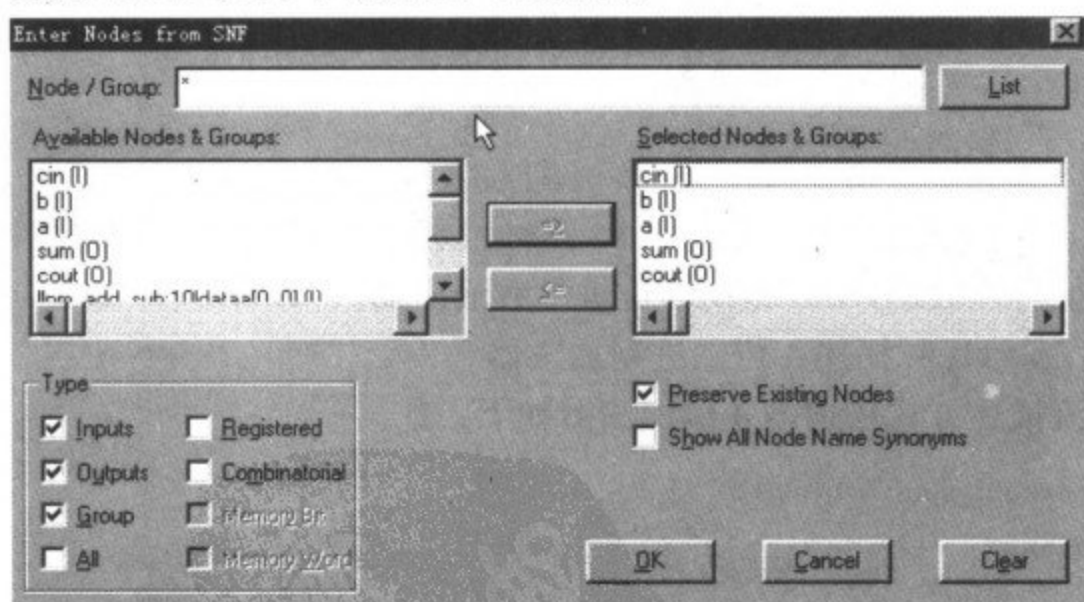 Enter Nodes from SNF
Node / Group: *
List
Available Nodes & Groups:
cin (I)
b (I)
a (I)
sum (O)
cout (O)
=>
<=
Selected Nodes & Groups:
cin (I)
b (I)
a (I)
sum (O)
cout (O)
Type
Inputs
Registered
Outputs
Combinatorial
Group
Memory Bit
All
Memory Word
Preserve Existing Nodes
Show All Node Name Synonyms
OK
Cancel
Clear